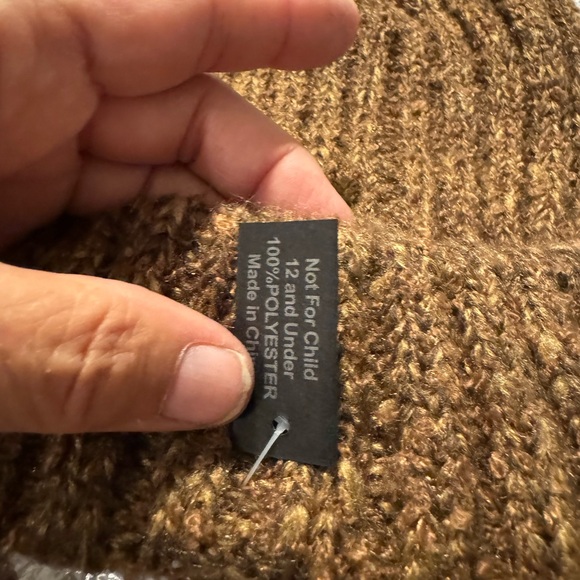 Not For Child
12 and Under
100%POLYESTER
Made in Chi